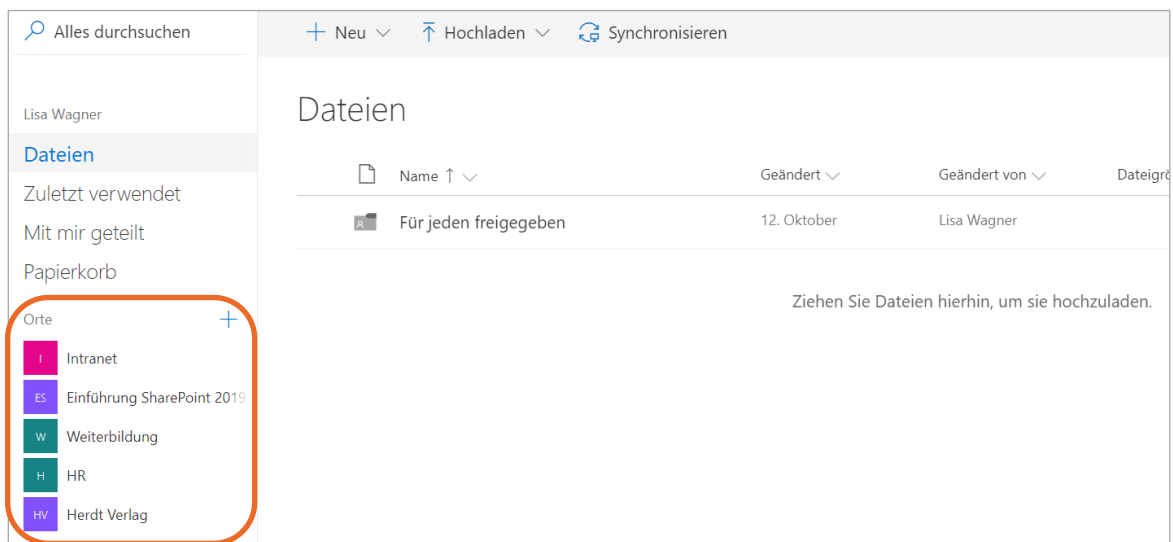 Alles durchsuchen
Neu Hochladen Synchronisieren
Lisa Wagner
Dateien
Zuletzt verwendet
Mit mir geteilt
Papierkorb
Orte
I Intranet
ES Einführung SharePoint 2019
W Weiterbildung
H HR
HV Herdt Verlag
Dateien
Name Geändert Geändert von Dateigrö
Für jeden freigegeben 12. Oktober Lisa Wagner
Ziehen Sie Dateien hierhin, um sie hochzuladen.